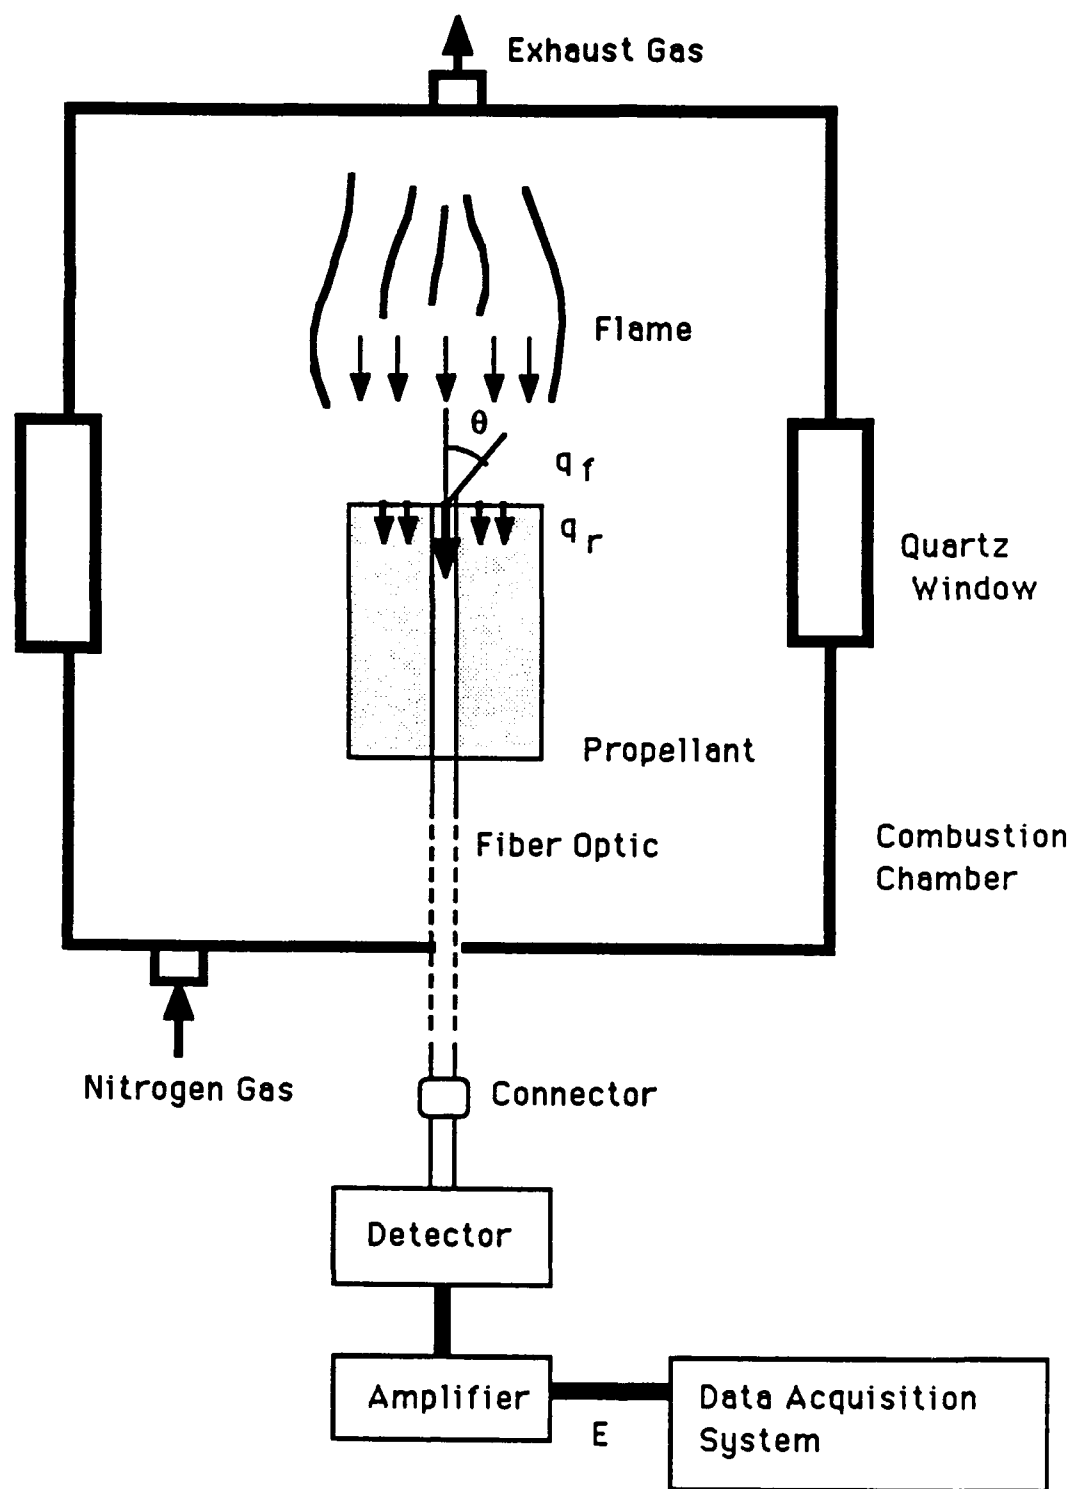 Exhaust Gas
Flame
θ
q f
q r
Quartz
Window
Propellant
Fiber Optic
Combustion
Chamber
Nitrogen Gas
Connector
Detector
Amplifier
E
Data Acquisition
System